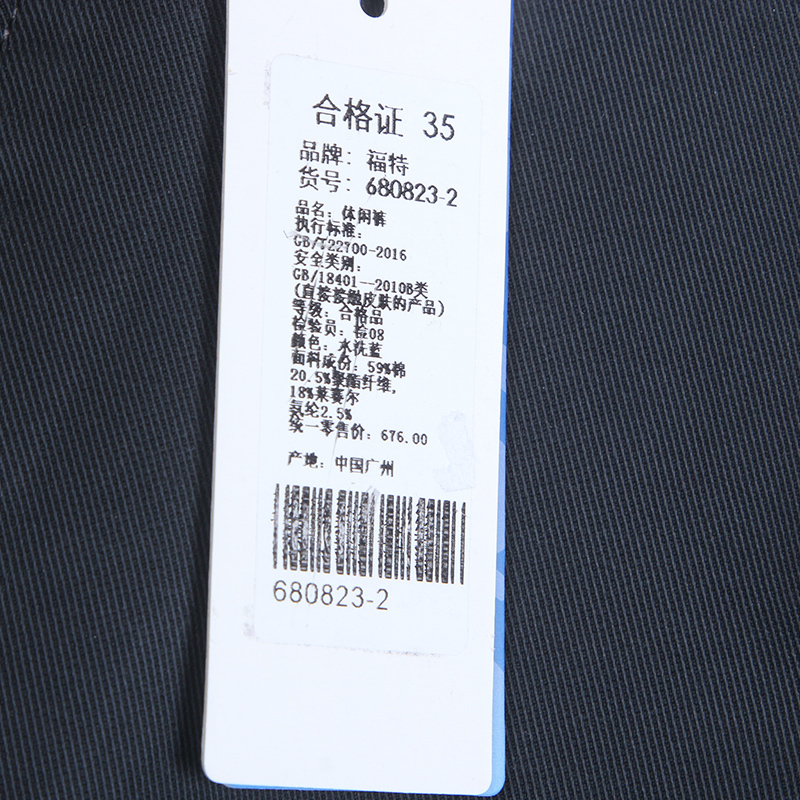 合格证 35
品牌: 福特
货号: 680823-2
品名: 休闲裤
执行标准:
GB/T22700-2016
安全类别:
GB/18401--2010B类
(直接接触皮肤的产品)
等级: 合格品
检验员: 检08
颜色: 水洗蓝
面料成份: 59%棉
20.5%聚酯纤维,
18%莱赛尔
氨纶2.5%
统一零售价: 676.00
产地: 中国广州
680823-2